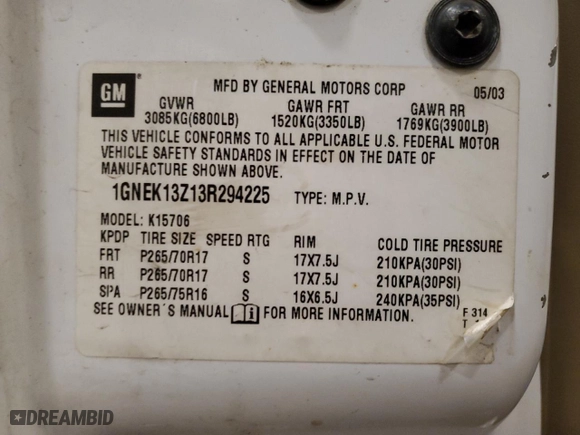 GM
MFD BY GENERAL MOTORS CORP 05/03
GVWR GAWR FRT GAWR RR
3085KG(6800LB) 1520KG(3350LB) 1769KG(3900LB)
THIS VEHICLE CONFORMS TO ALL APPLICABLE U.S. FEDERAL MOTOR
VEHICLE SAFETY STANDARDS IN EFFECT ON THE DATE OF
MANUFACTURE SHOWN ABOVE.
1GNEK13Z13R294225 TYPE: M.P.V.
MODEL: K15706
KPDP TIRE SIZE SPEED RTG RIM COLD TIRE PRESSURE
FRT P265/70R17 S 17X7.5J 210KPA(30PSI)
RR P265/70R17 S 17X7.5J 210KPA(30PSI)
SPA P265/75R16 S 16X6.5J 240KPA(35PSI)
SEE OWNER'S MANUAL i FOR MORE INFORMATION.
F 314
T
DREAMBID